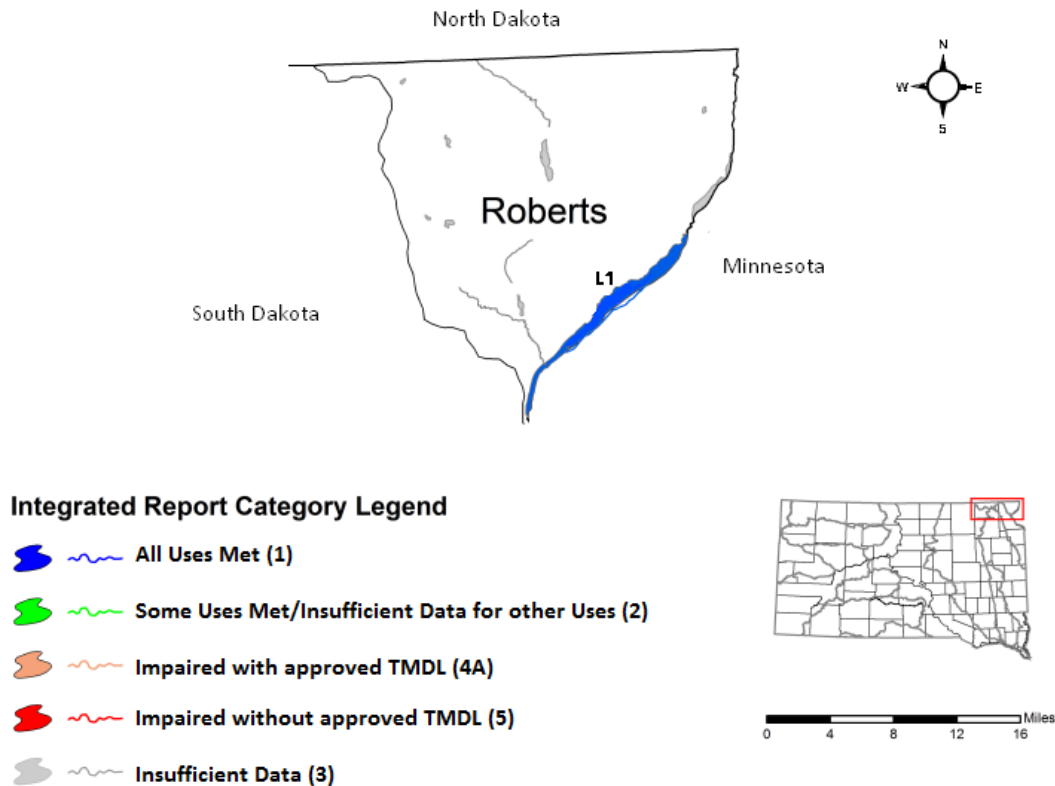 North Dakota
N
W
E
S
Roberts
Minnesota
L1
South Dakota
Integrated Report Category Legend
All Uses Met (1)
Some Uses Met/Insufficient Data for other Uses (2)
Impaired with approved TMDL (4A)
Impaired without approved TMDL (5)
Insufficient Data (3)
Miles
0 4 8 12 16